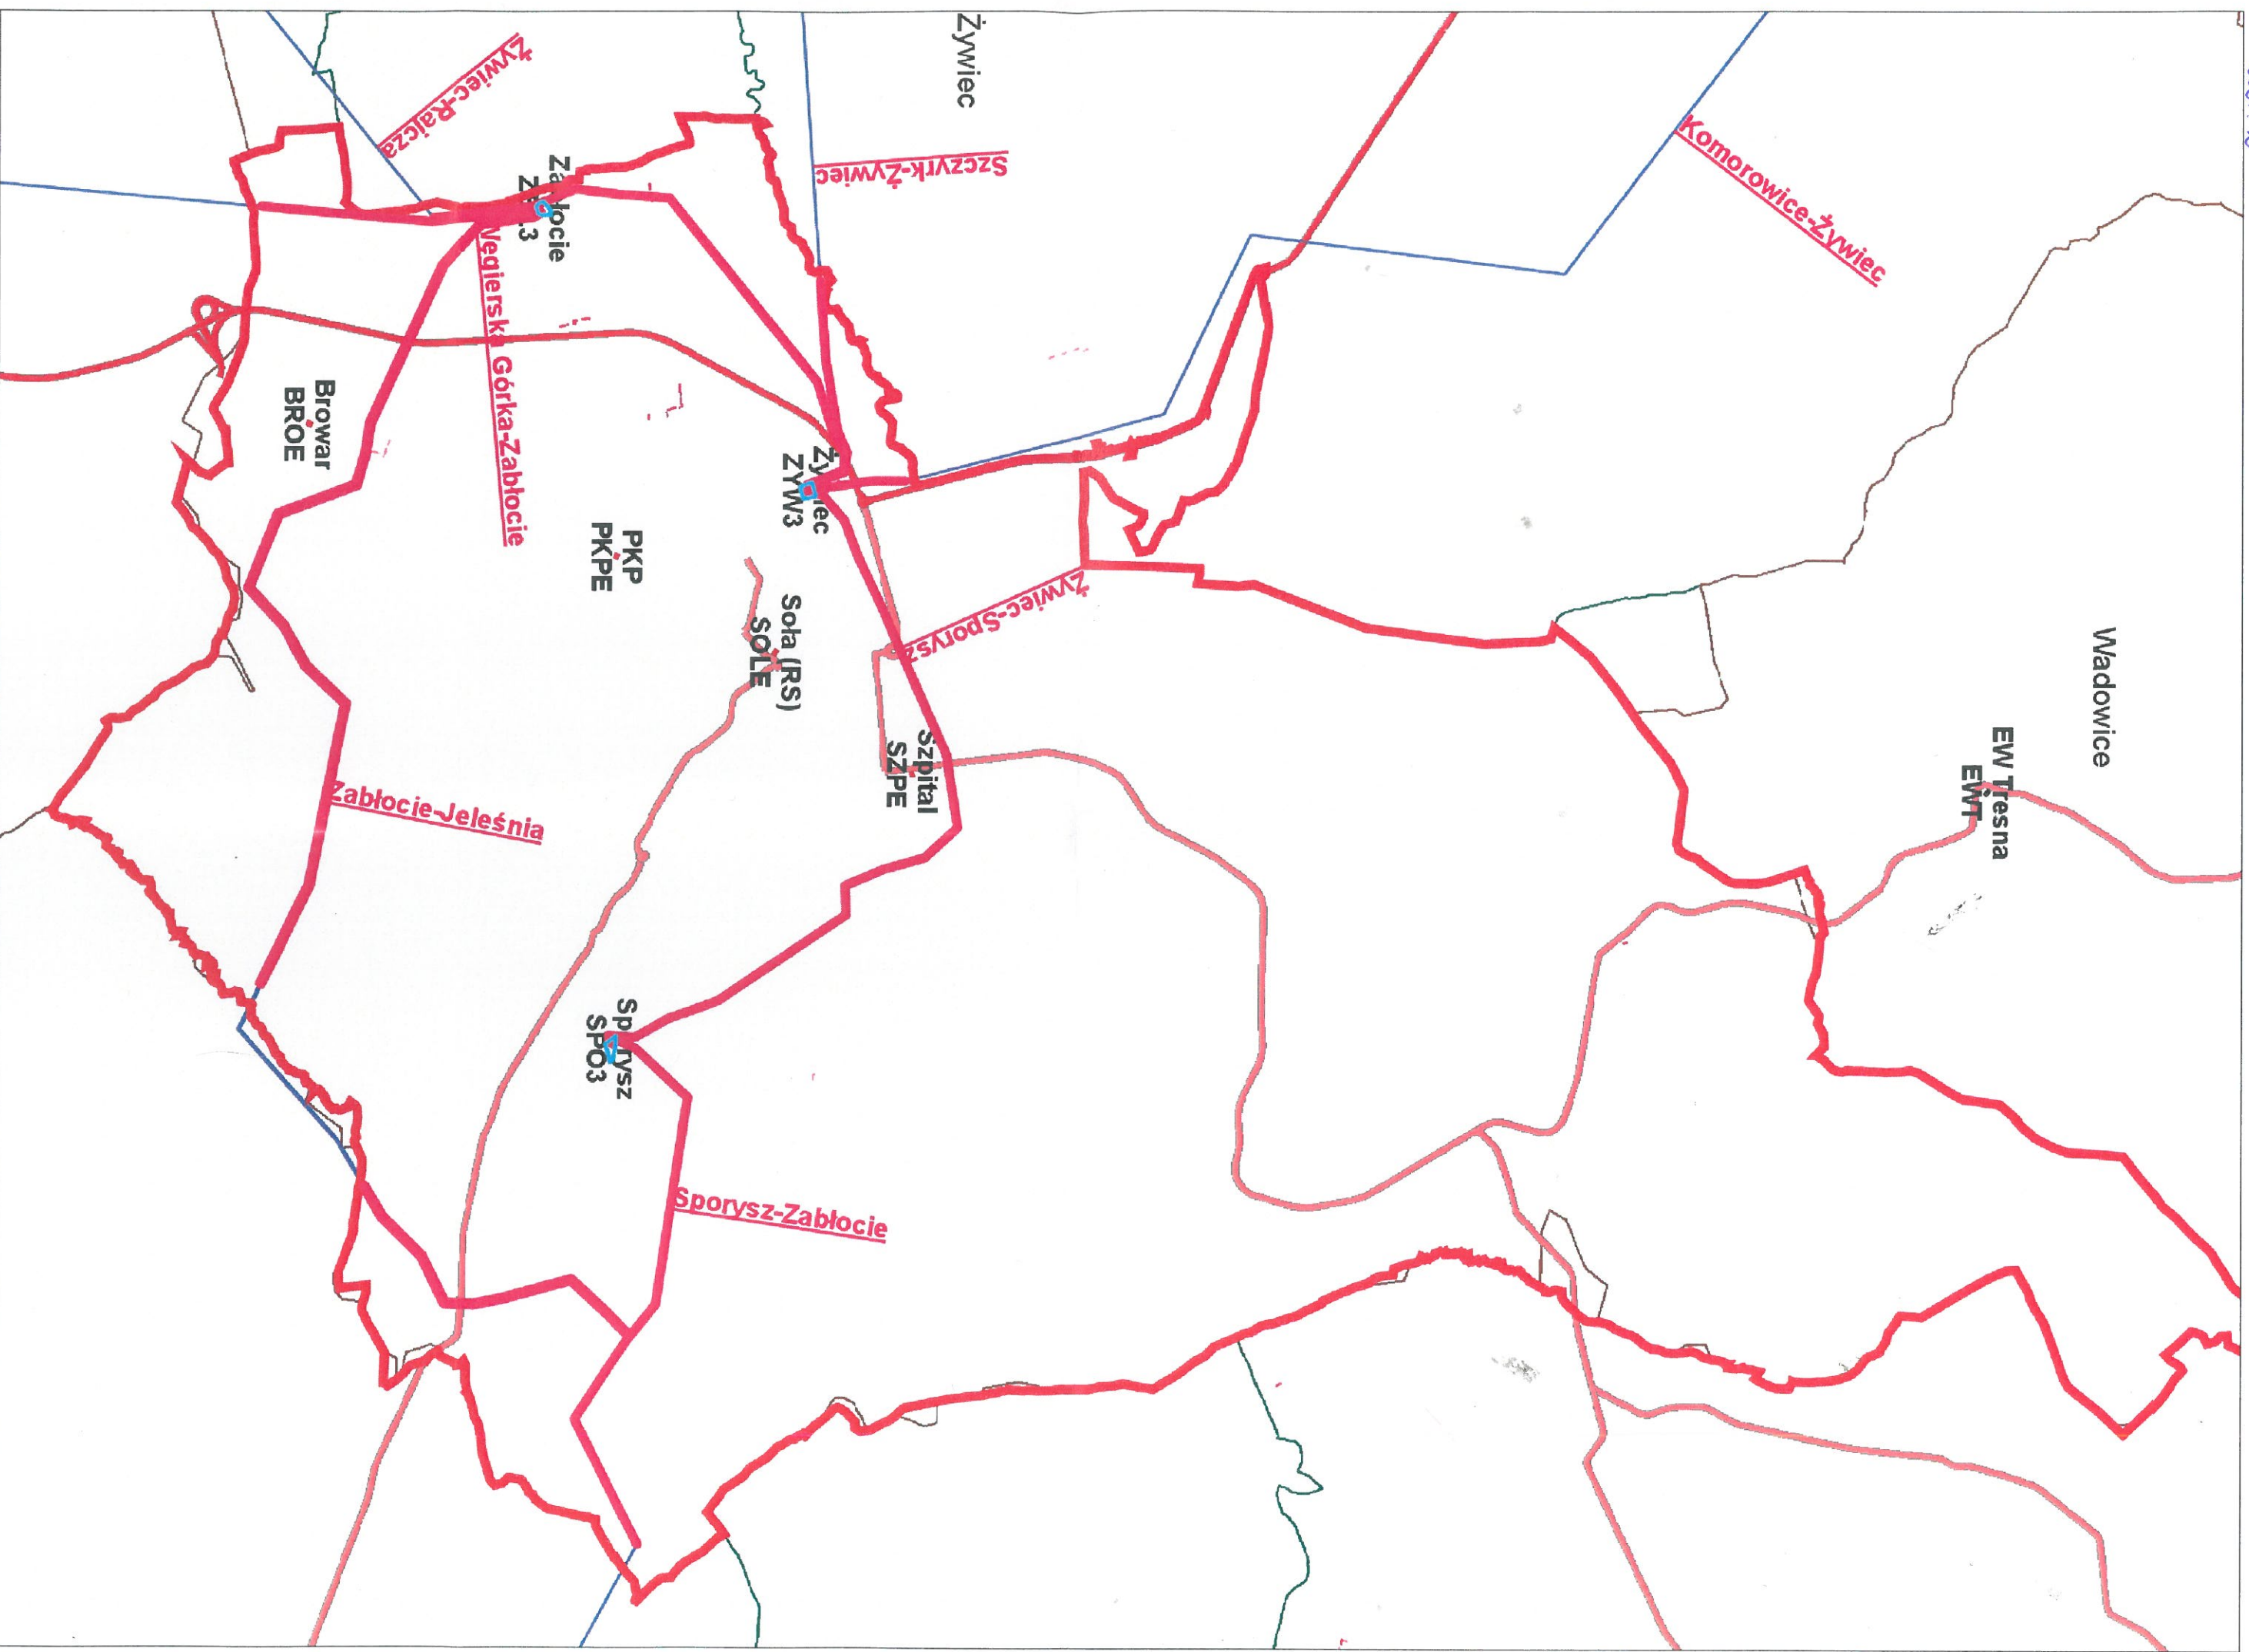 Komorowice-Żywiec
Wadowice
EW Tresna
EWT
Żywiec
Szczyrk-Żywiec
Żywiec-Sporysz
Szpital
SZPE
Żywiec
ZYW3
Soła (RS)
SOLE
PKP
PKPE
Sporysz
SPO3
Sporysz-Zabłocie
Zabłocie
Węgierska Górka-Zabłocie
Żywiec-Rajcza
Browar
BROE
Zabłocie-Jeleśnia